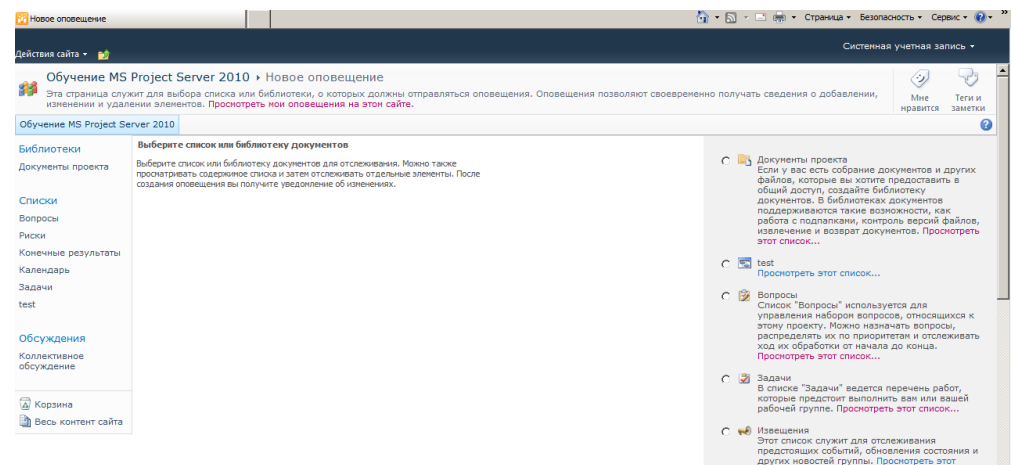 Новое оповещение
Страница Безопасность Сервис
Действия сайта
Системная учетная запись
Обучение MS Project Server 2010 Новое оповещение
Эта страница служит для выбора списка или библиотеки, о которых должны отправляться оповещения. Оповещения позволяют своевременно получать сведения о добавлении,
изменении и удалении элементов. Просмотреть мои оповещения на этом сайте.
Мне
нравится
Теги и
заметки
Обучение MS Project Server 2010
Библиотеки
Документы проекта
Списки
Вопросы
Риски
Конечные результаты
Календарь
Задачи
test
Обсуждения
Коллективное
обсуждение
Корзина
Весь контент сайта
Выберите список или библиотеку документов
Выберите список или библиотеку документов для отслеживания. Можно также
просматривать содержимое списка и затем отслеживать отдельные элементы. После
создания оповещения вы получите уведомление об изменениях.
Документы проекта
Если у вас есть собрание документов и других
файлов, которые вы хотите предоставить в
общий доступ, создайте библиотеку
документов. В библиотеках документов
поддерживаются такие возможности, как
работа с подпапками, контроль версий файлов,
извлечение и возврат документов. Просмотреть
этот список...
test
Просмотреть этот список...
Вопросы
Список "Вопросы" используется для
управления набором вопросов, относящихся к
этому проекту. Можно назначать вопросы,
распределять их по приоритетам и отслеживать
ход их обработки от начала до конца.
Просмотреть этот список...
Задачи
В списке "Задачи" ведется перечень работ,
которые предстоит выполнить вам или вашей
рабочей группе. Просмотреть этот список...
Извещения
Этот список служит для отслеживания
предстоящих событий, обновления состояния и
других новостей группы. Просмотреть этот